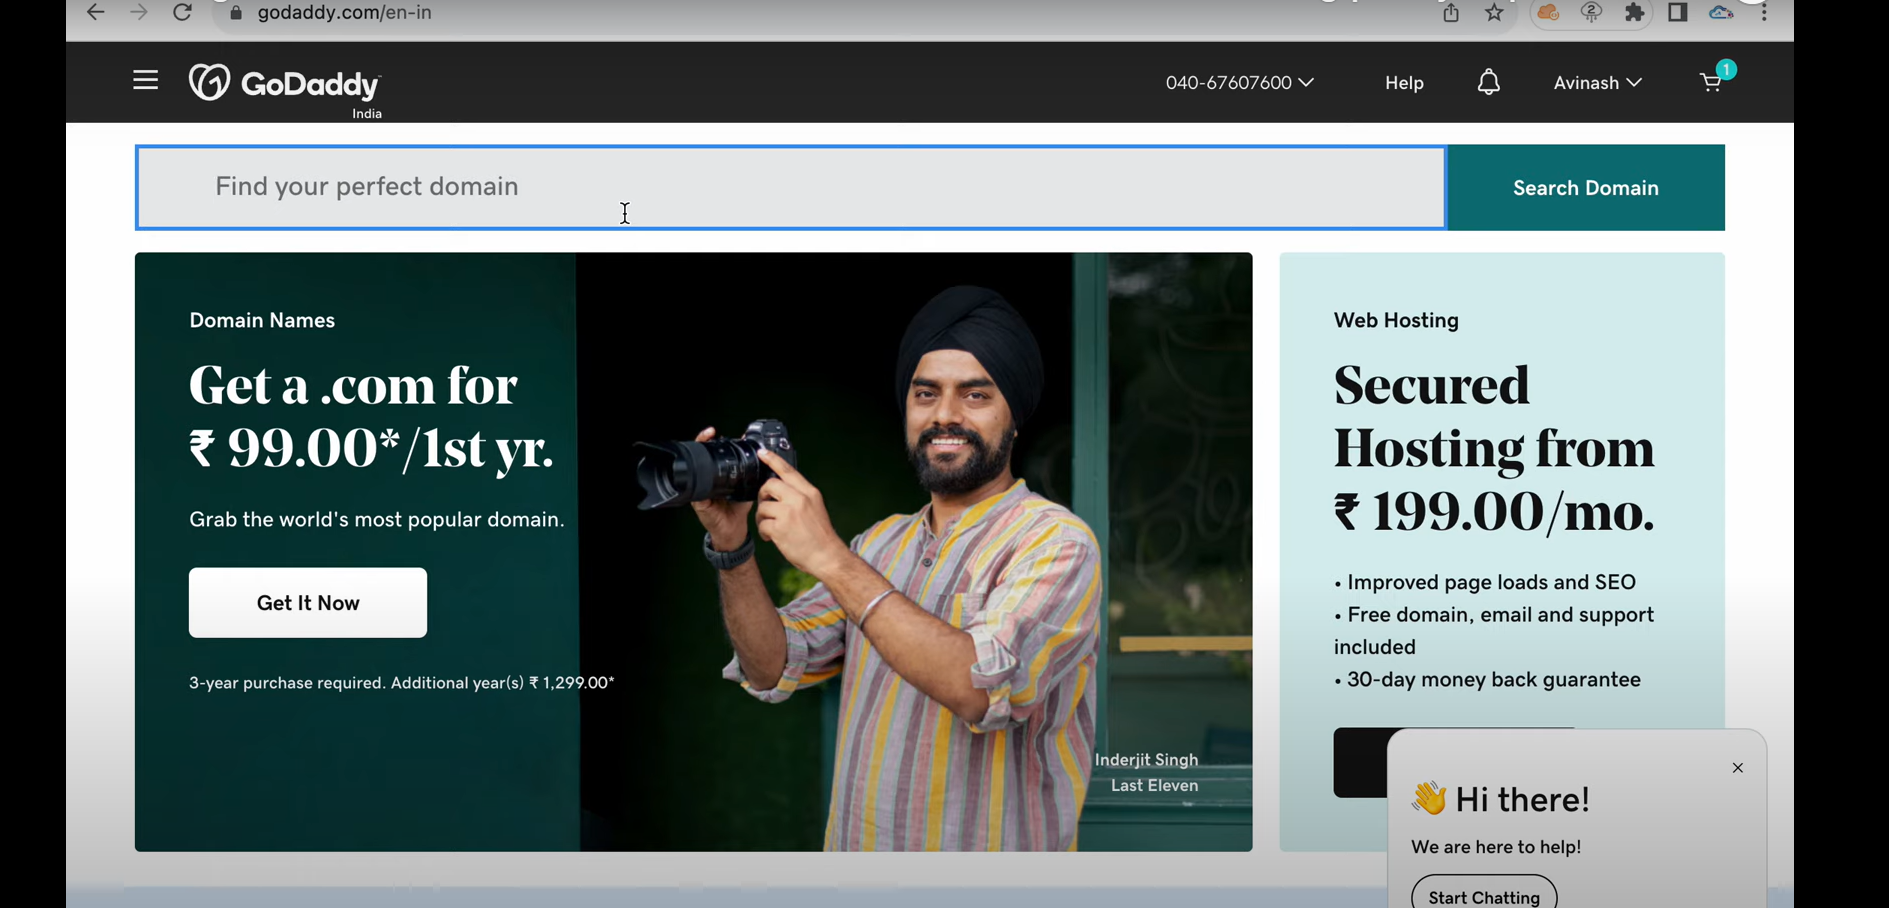 godaddy.com/en-in
GoDaddy
India
040-67607600
Help
Avinash
1
Find your perfect domain
Search Domain
Domain Names
Get a .com for
₹ 99.00*/1st yr.
Grab the world's most popular domain.
Get It Now
3-year purchase required. Additional year(s) ₹ 1,299.00*
Inderjit Singh
Last Eleven
Web Hosting
Secured
Hosting from
₹ 199.00/mo.
• Improved page loads and SEO
• Free domain, email and support
included
• 30-day money back guarantee
👋 Hi there!
We are here to help!
Start Chatting